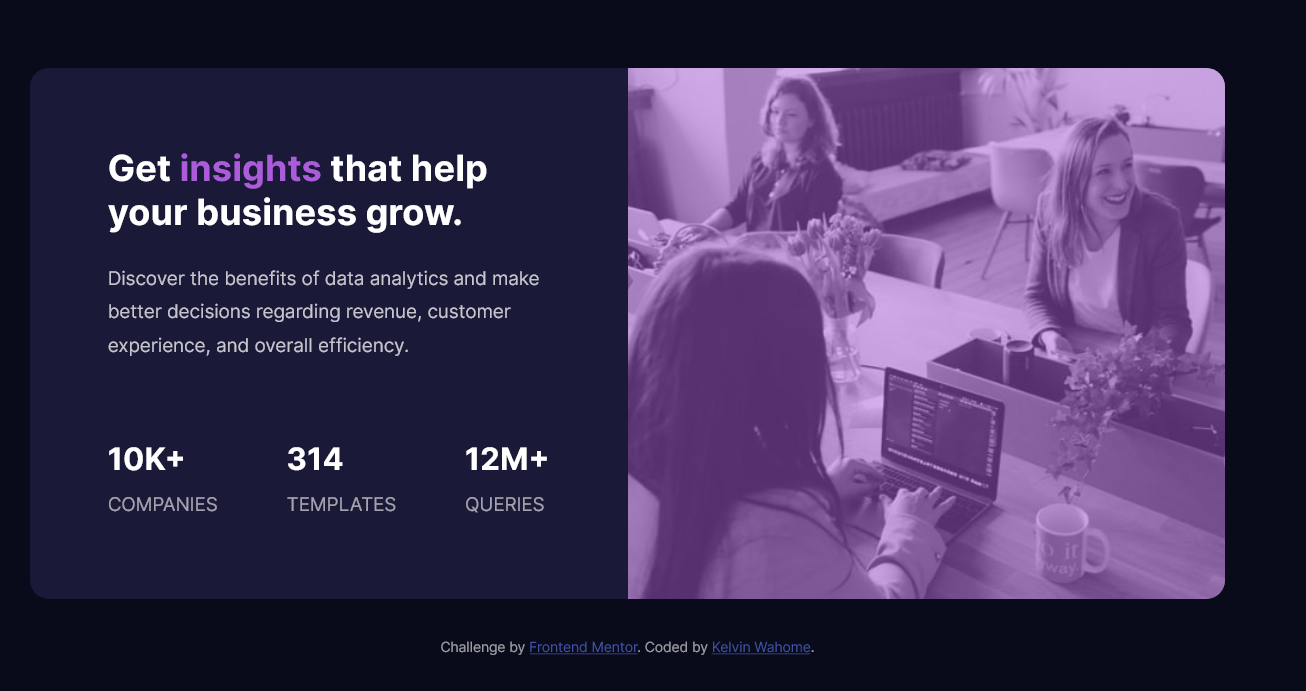 Get insights that help
your business grow.
Discover the benefits of data analytics and make
better decisions regarding revenue, customer
experience, and overall efficiency.
10K+ 314 12M+
COMPANIES TEMPLATES QUERIES
Challenge by Frontend Mentor. Coded by Kelvin Wahome.